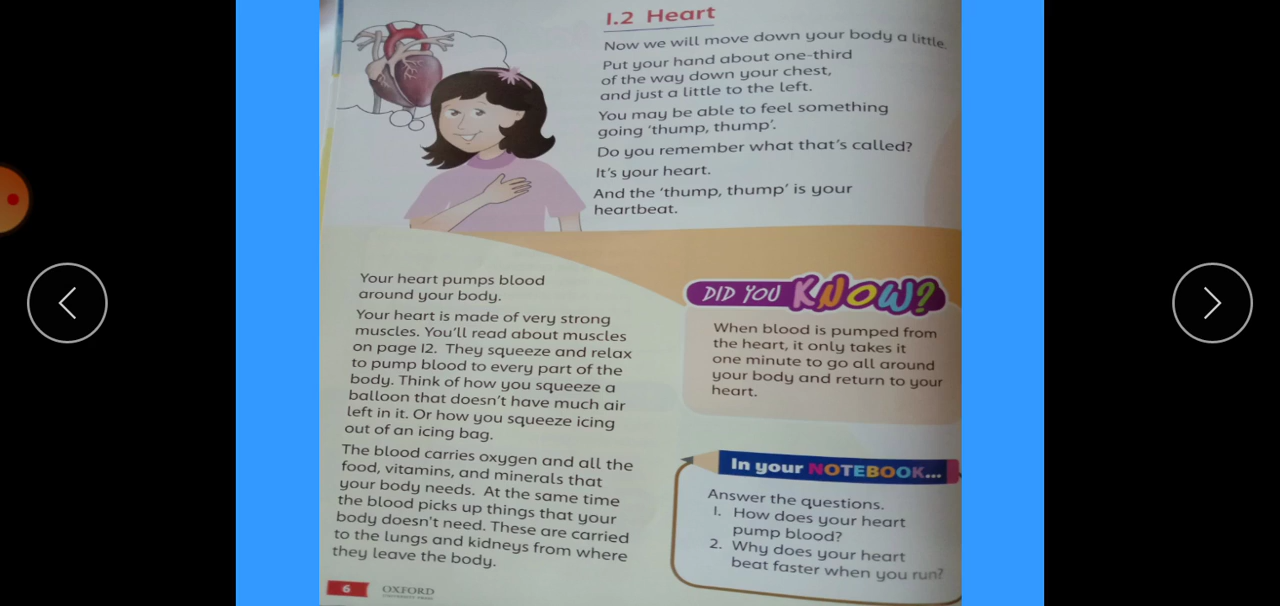 1.2 Heart
Now we will move down your body a little.
Put your hand about one-third
of the way down your chest,
and just a little to the left.
You may be able to feel something
going ‘thump, thump’.
Do you remember what that’s called?
It’s your heart.
And the ‘thump, thump’ is your
heartbeat.
Your heart pumps blood
around your body.
Your heart is made of very strong
muscles. You’ll read about muscles
on page 12. They squeeze and relax
to pump blood to every part of the
body. Think of how you squeeze a
balloon that doesn’t have much air
left in it. Or how you squeeze icing
out of an icing bag.
The blood carries oxygen and all the
food, vitamins, and minerals that
your body needs. At the same time
the blood picks up things that your
body doesn't need. These are carried
to the lungs and kidneys from where
they leave the body.
DID YOU KNOW?
When blood is pumped from
the heart, it only takes it
one minute to go all around
your body and return to your
heart.
In your NOTEBOOK...
Answer the questions.
1. How does your heart
pump blood?
2. Why does your heart
beat faster when you run?
6 OXFORD
UNIVERSITY PRESS